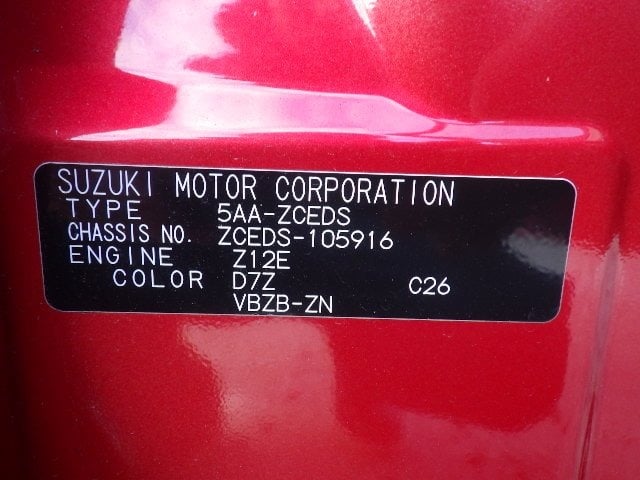 SUZUKI MOTOR CORPORATION
TYPE 5AA-ZCEDS
CHASSIS NO. ZCEDS-105916
ENGINE Z12E
COLOR D7Z C26
VBZB-ZN